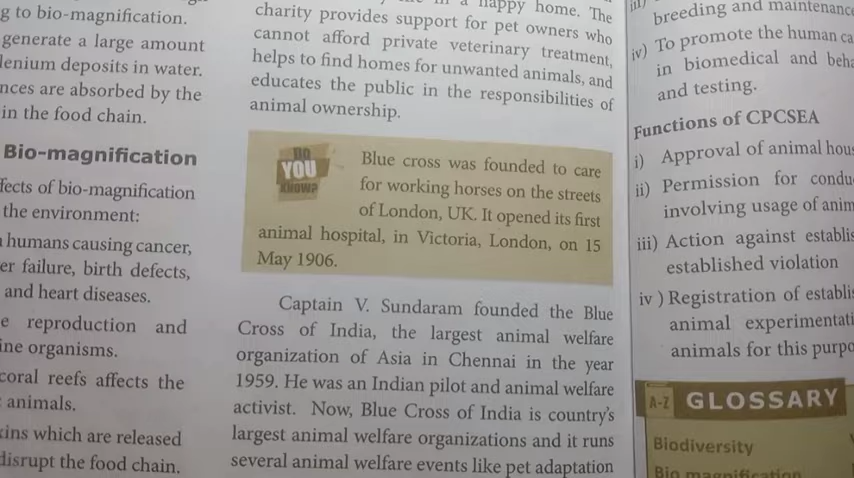 g to bio-magnification.
generate a large amount
lenium deposits in water.
nces are absorbed by the
in the food chain.
Bio-magnification
fects of bio-magnification
the environment:
humans causing cancer,
er failure, birth defects,
and heart diseases.
e reproduction and
ine organisms.
coral reefs affects the
animals.
kins which are released
disrupt the food chain.
in a happy home. The
charity provides support for pet owners who
cannot afford private veterinary treatment,
helps to find homes for unwanted animals, and
educates the public in the responsibilities of
animal ownership.
DO
YOU
KNOW?
Blue cross was founded to care
for working horses on the streets
of London, UK. It opened its first
animal hospital, in Victoria, London, on 15
May 1906.
Captain V. Sundaram founded the Blue
Cross of India, the largest animal welfare
organization of Asia in Chennai in the year
1959. He was an Indian pilot and animal welfare
activist. Now, Blue Cross of India is country's
largest animal welfare organizations and it runs
several animal welfare events like pet adaptation
iii)
breeding and maintenance
iv) To promote the human ca
in biomedical and beha
and testing.
Functions of CPCSEA
i) Approval of animal hous
ii) Permission for condu
involving usage of anim
iii) Action against establis
established violation
iv ) Registration of establis
animal experimentati
animals for this purpo
A-Z GLOSSARY
Biodiversity
Bio magnification